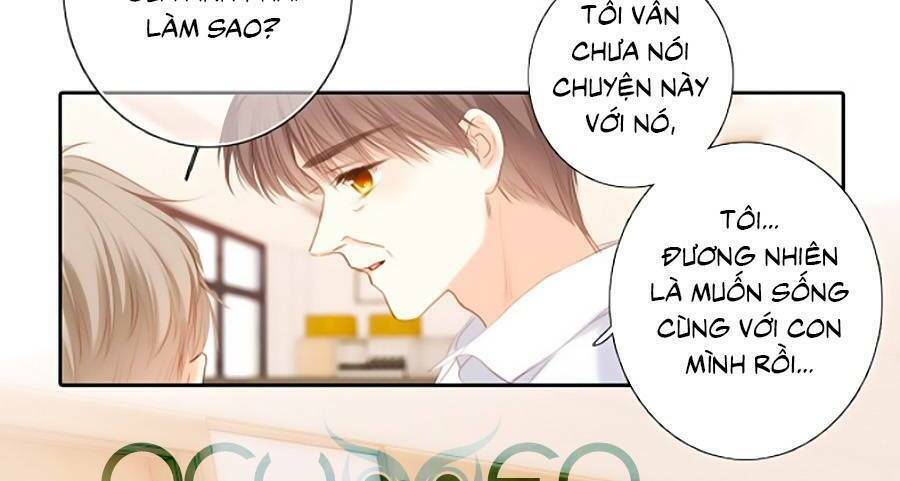 LÀM SAO?
TÔI VẪN
CHƯA NÓI
CHUYỆN NÀY
VỚI NÓ,
TÔI...
ĐƯƠNG NHIÊN
LÀ MUỐN SỐNG
CÙNG VỚI CON
MÌNH RỒI...